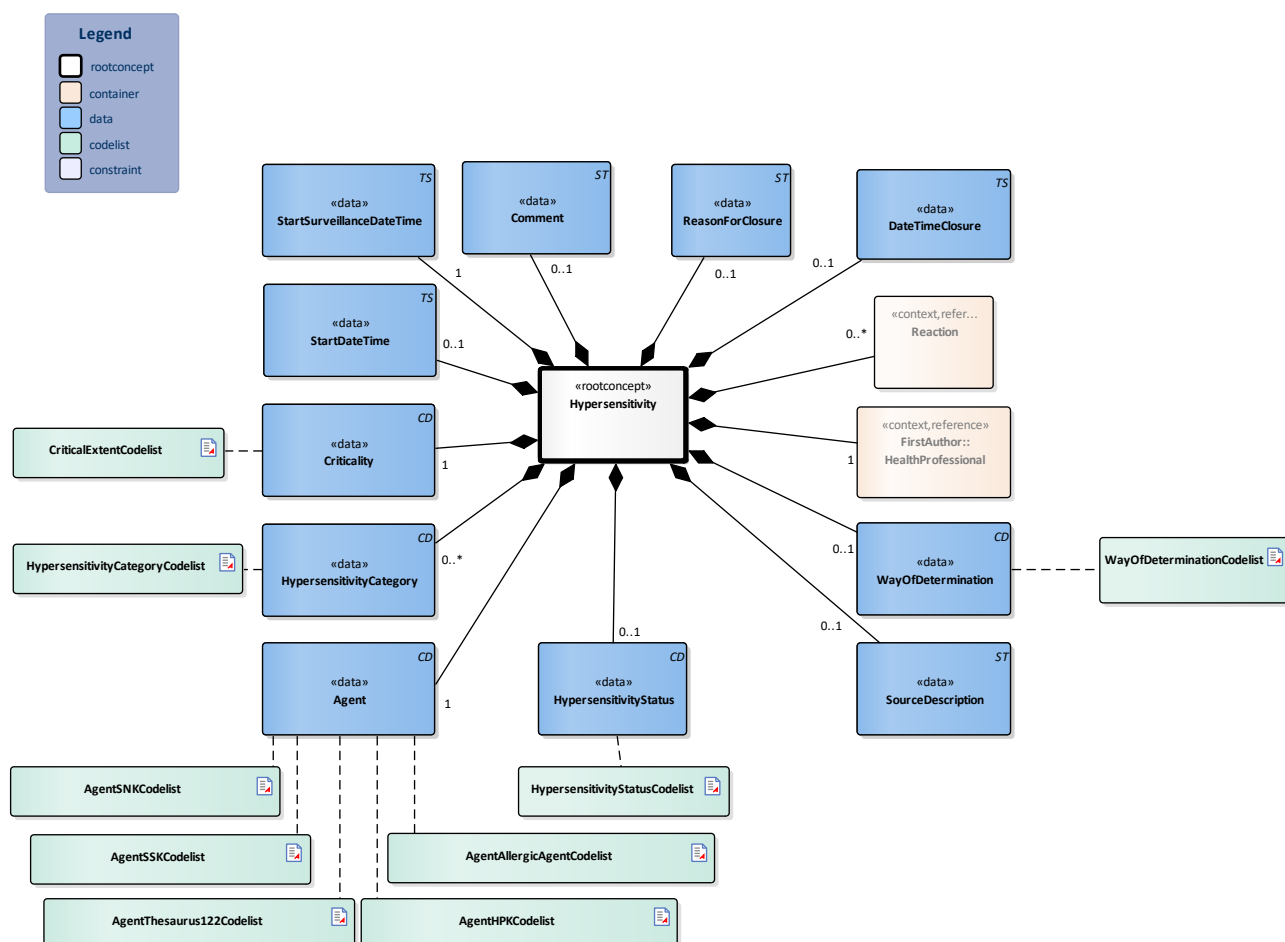 Legend
rootconcept
container
data
codelist
constraint
TS
«data»
StartSurveillanceDateTime
ST
«data»
Comment
ST
«data»
ReasonForClosure
TS
«data»
DateTimeClosure
1
0..1
0..1
0..1
TS
«data»
StartDateTime
0..1
«context,refer...
Reaction
0..*
«rootconcept»
Hypersensitivity
CD
«data»
Criticality
1
CriticalExtentCodelist
«context,reference»
FirstAuthor::
HealthProfessional
1
CD
«data»
HypersensitivityCategory
0..*
HypersensitivityCategoryCodelist
CD
«data»
WayOfDetermination
0..1
WayOfDeterminationCodelist
CD
«data»
Agent
1
CD
«data»
HypersensitivityStatus
0..1
ST
«data»
SourceDescription
0..1
AgentSNKCodelist
HypersensitivityStatusCodelist
AgentSSKCodelist
AgentAllergicAgentCodelist
AgentThesaurus122Codelist
AgentHPKCodelist